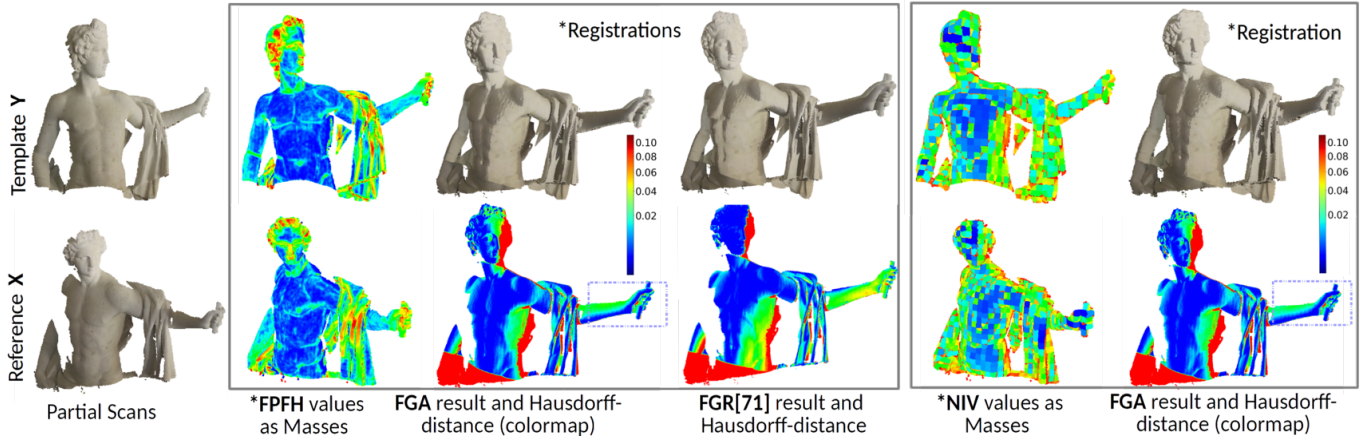 *Registrations
*Registration
Template Y
0.10
0.08
0.06
0.04
0.02
0.10
0.08
0.06
0.04
0.02
Reference X
Partial Scans
*FPFH values
as Masses
FGA result and Hausdorff-
distance (colormap)
FGR[71] result and
Hausdorff-distance
*NIV values as
Masses
FGA result and Hausdorff-
distance (colormap)